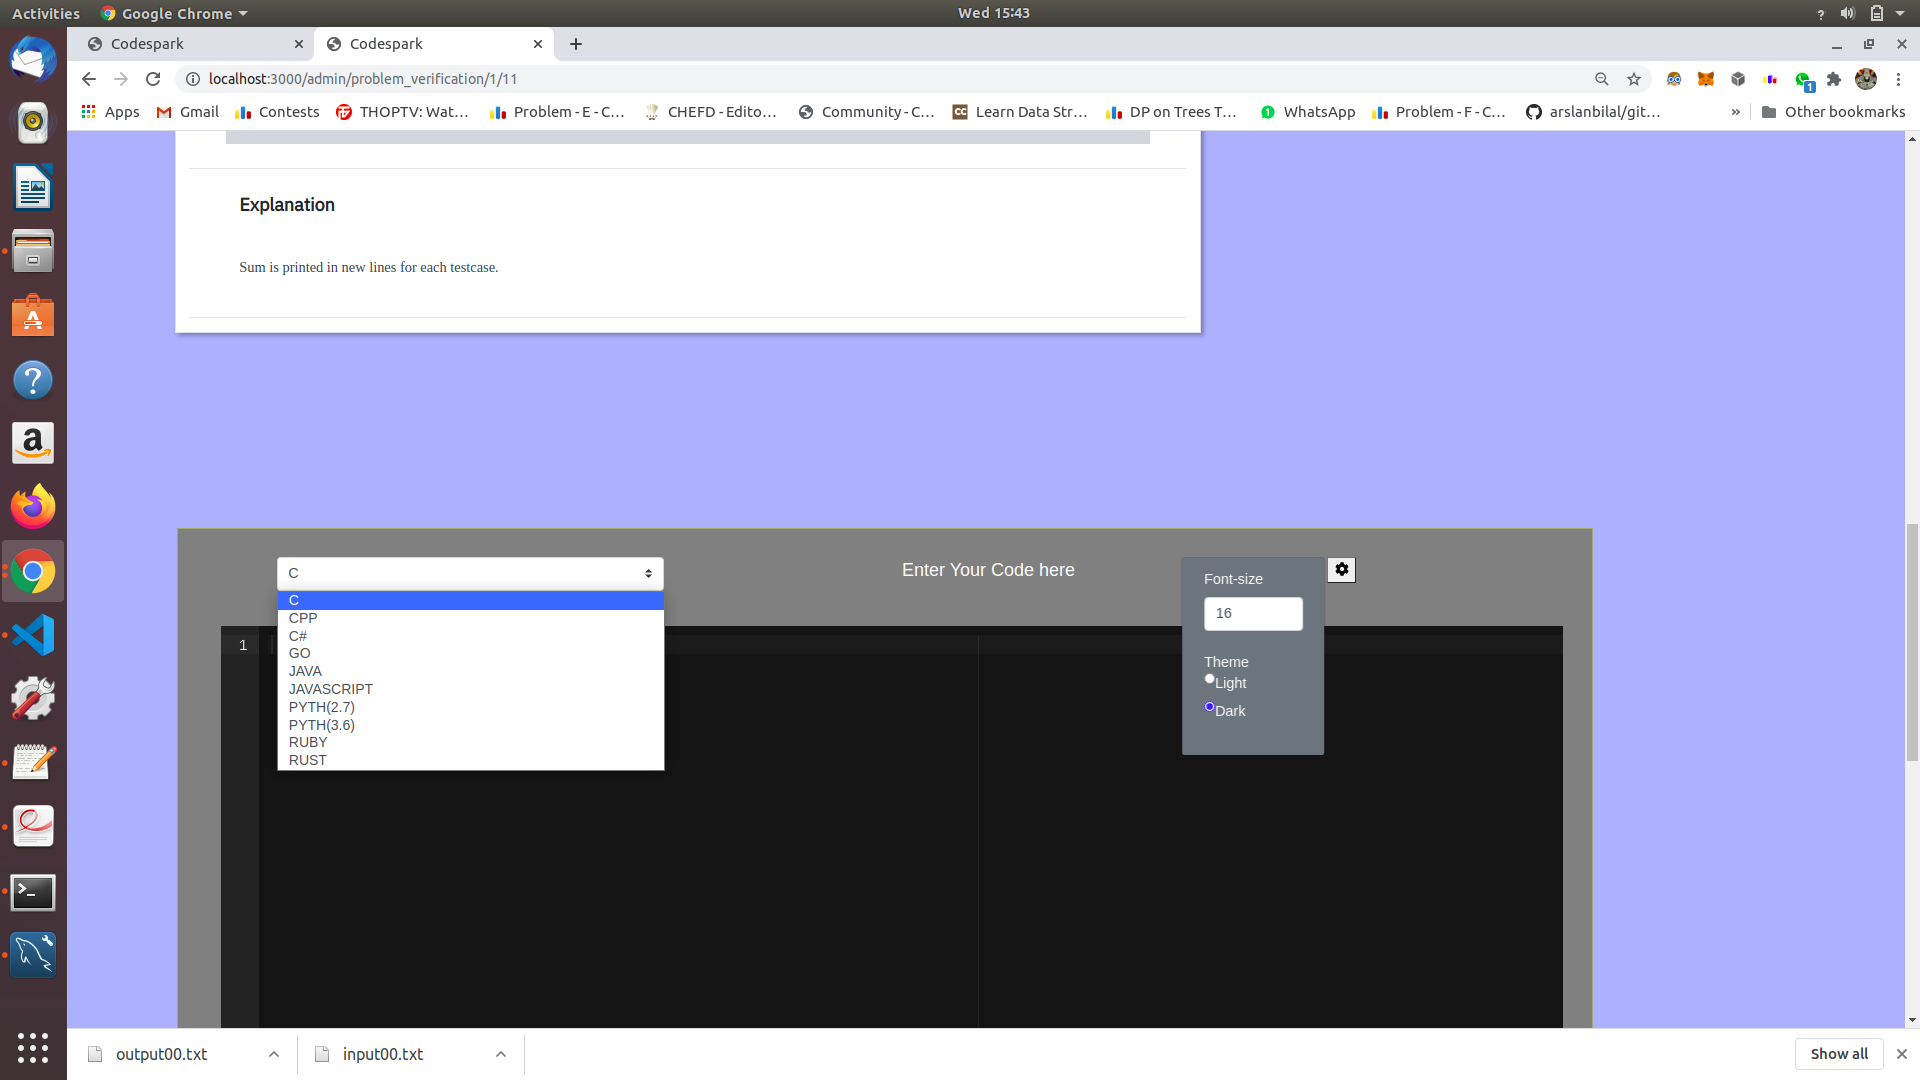 Activities
Google Chrome
Wed 15:43
?
Codespark
Codespark
localhost:3000/admin/problem_verification/1/11
1
Apps
Gmail
Contests
THOPTV: Wat…
Problem - E - C…
CHEFD - Edito…
Community - C…
CC
Learn Data Str…
DP on Trees T…
1
WhatsApp
Problem - F - C…
arslanbilal/git…
»
Other bookmarks
Explanation
Sum is printed in new lines for each testcase.
C
Enter Your Code here
C
CPP
C#
GO
JAVA
JAVASCRIPT
PYTH(2.7)
PYTH(3.6)
RUBY
RUST
1
Font-size
16
Theme
Light
Dark
output00.txt
input00.txt
Show all